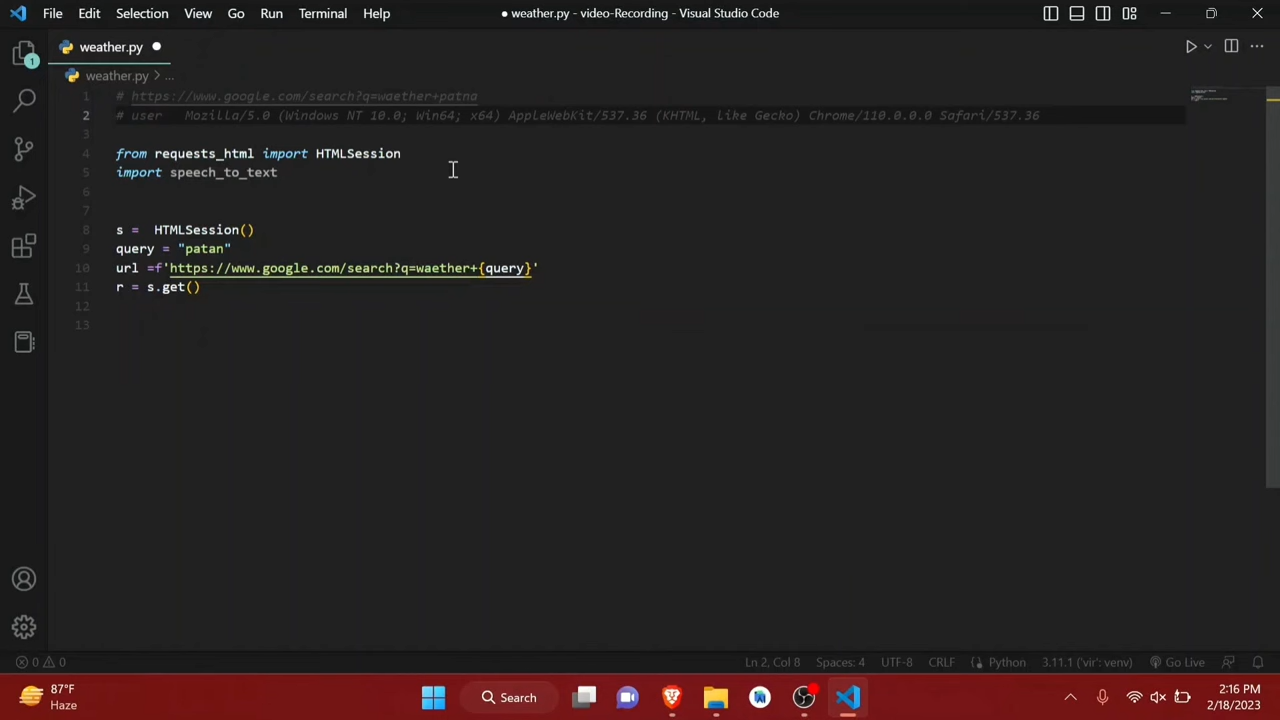 File Edit Selection View Go Run Terminal Help
● weather.py - video-Recording - Visual Studio Code
1
weather.py ●
weather.py > ...
1 # https://www.google.com/search?q=waether+patna
2 # user Mozilla/5.0 (Windows NT 10.0; Win64; x64) AppleWebKit/537.36 (KHTML, like Gecko) Chrome/110.0.0.0 Safari/537.36
3
4 from requests_html import HTMLSession
5 import speech_to_text
6
7
8 s = HTMLSession()
9 query = "patan"
10 url =f'https://www.google.com/search?q=waether+{query}'
11 r = s.get()
12
13
0 0 Ln 2, Col 8 Spaces: 4 UTF-8 CRLF Python 3.11.1 ('vir': venv) Go Live
87°F
Haze
Search
2:16 PM
2/18/2023